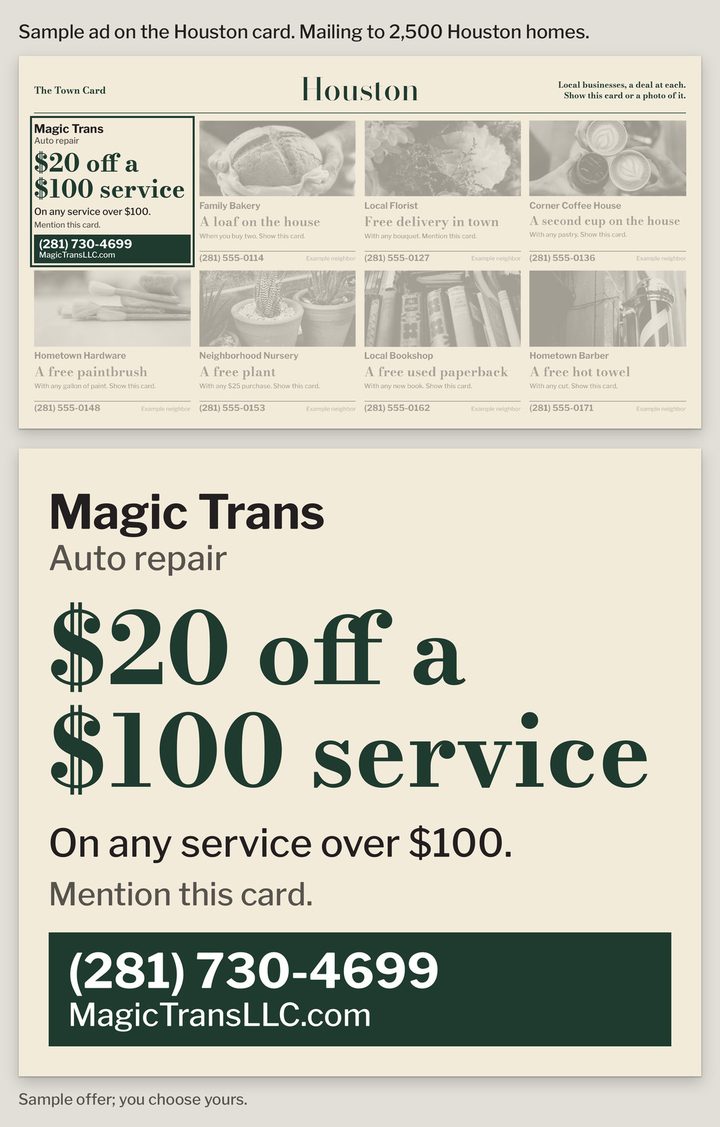 Sample ad on the Houston card. Mailing to 2,500 Houston homes.
The Town Card
Houston
Local businesses, a deal at each.
Show this card or a photo of it.
Magic Trans
Auto repair
$20 off a
$100 service
On any service over $100.
Mention this card.
(281) 730-4699
MagicTransLLC.com
Family Bakery
A loaf on the house
When you buy two. Show this card.
(281) 555-0114
Example neighbor
Local Florist
Free delivery in town
With any bouquet. Mention this card.
(281) 555-0127
Example neighbor
Corner Coffee House
A second cup on the house
With any pastry. Show this card.
(281) 555-0136
Example neighbor
Hometown Hardware
A free paintbrush
With any gallon of paint. Show this card.
(281) 555-0148
Example neighbor
Neighborhood Nursery
A free plant
With any $25 purchase. Show this card.
(281) 555-0153
Example neighbor
Local Bookshop
A free used paperback
With any new book. Show this card.
(281) 555-0162
Example neighbor
Hometown Barber
A free hot towel
With any cut. Show this card.
(281) 555-0171
Example neighbor
Magic Trans
Auto repair
$20 off a
$100 service
On any service over $100.
Mention this card.
(281) 730-4699
MagicTransLLC.com
Sample offer; you choose yours.